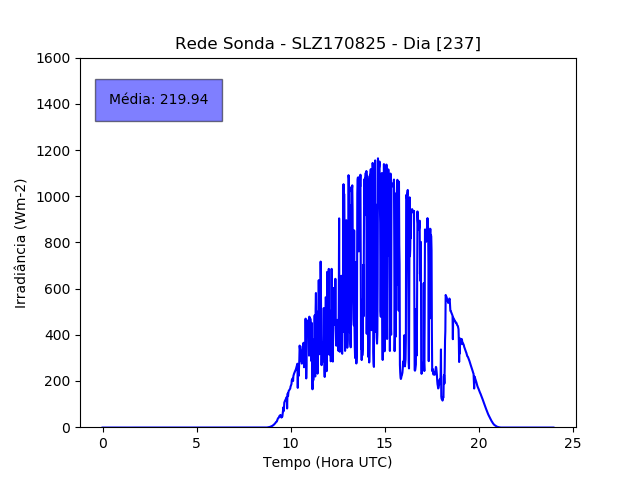 Rede Sonda - SLZ170825 - Dia [237]
1600
1400
1200
1000
800
600
400
200
0
Média: 219.94
Irradiância (Wm-2)
0 5 10 15 20 25
Tempo (Hora UTC)